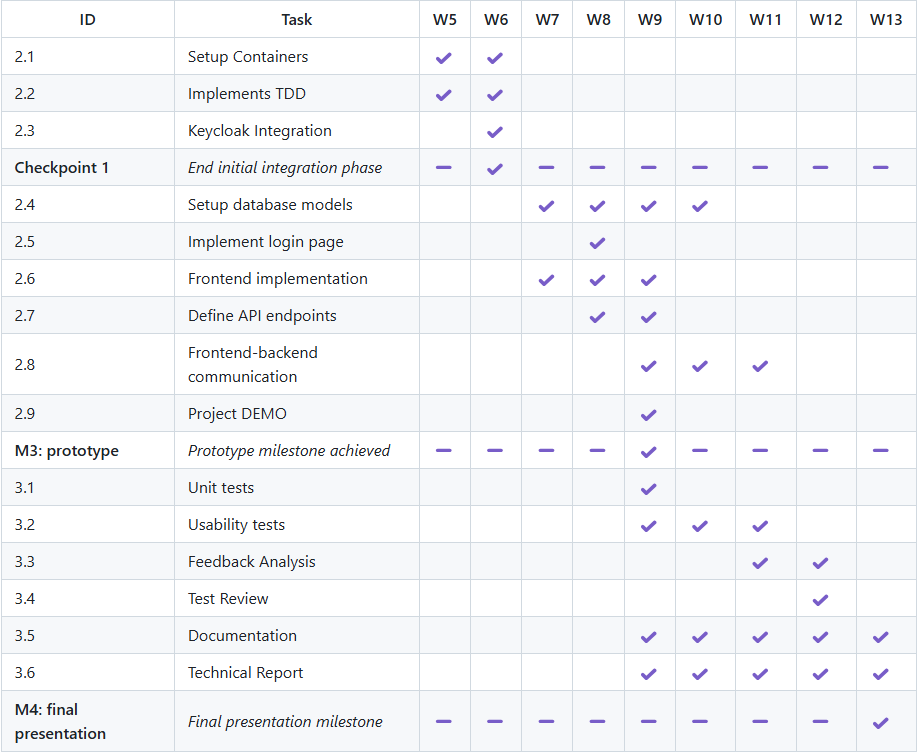 ID Task W5 W6 W7 W8 W9 W10 W11 W12 W13
2.1 Setup Containers ✔ ✔
2.2 Implements TDD ✔ ✔
2.3 Keycloak Integration ✔
Checkpoint 1 End initial integration phase — ✔ — — — — — — —
2.4 Setup database models ✔ ✔ ✔ ✔
2.5 Implement login page ✔
2.6 Frontend implementation ✔ ✔ ✔
2.7 Define API endpoints ✔ ✔
2.8 Frontend-backend
communication ✔ ✔ ✔
2.9 Project DEMO ✔
M3: prototype Prototype milestone achieved — — — — ✔ — — — —
3.1 Unit tests ✔
3.2 Usability tests ✔ ✔ ✔
3.3 Feedback Analysis ✔ ✔
3.4 Test Review ✔
3.5 Documentation ✔ ✔ ✔ ✔ ✔
3.6 Technical Report ✔ ✔ ✔ ✔ ✔
M4: final
presentation Final presentation milestone — — — — — — — — ✔